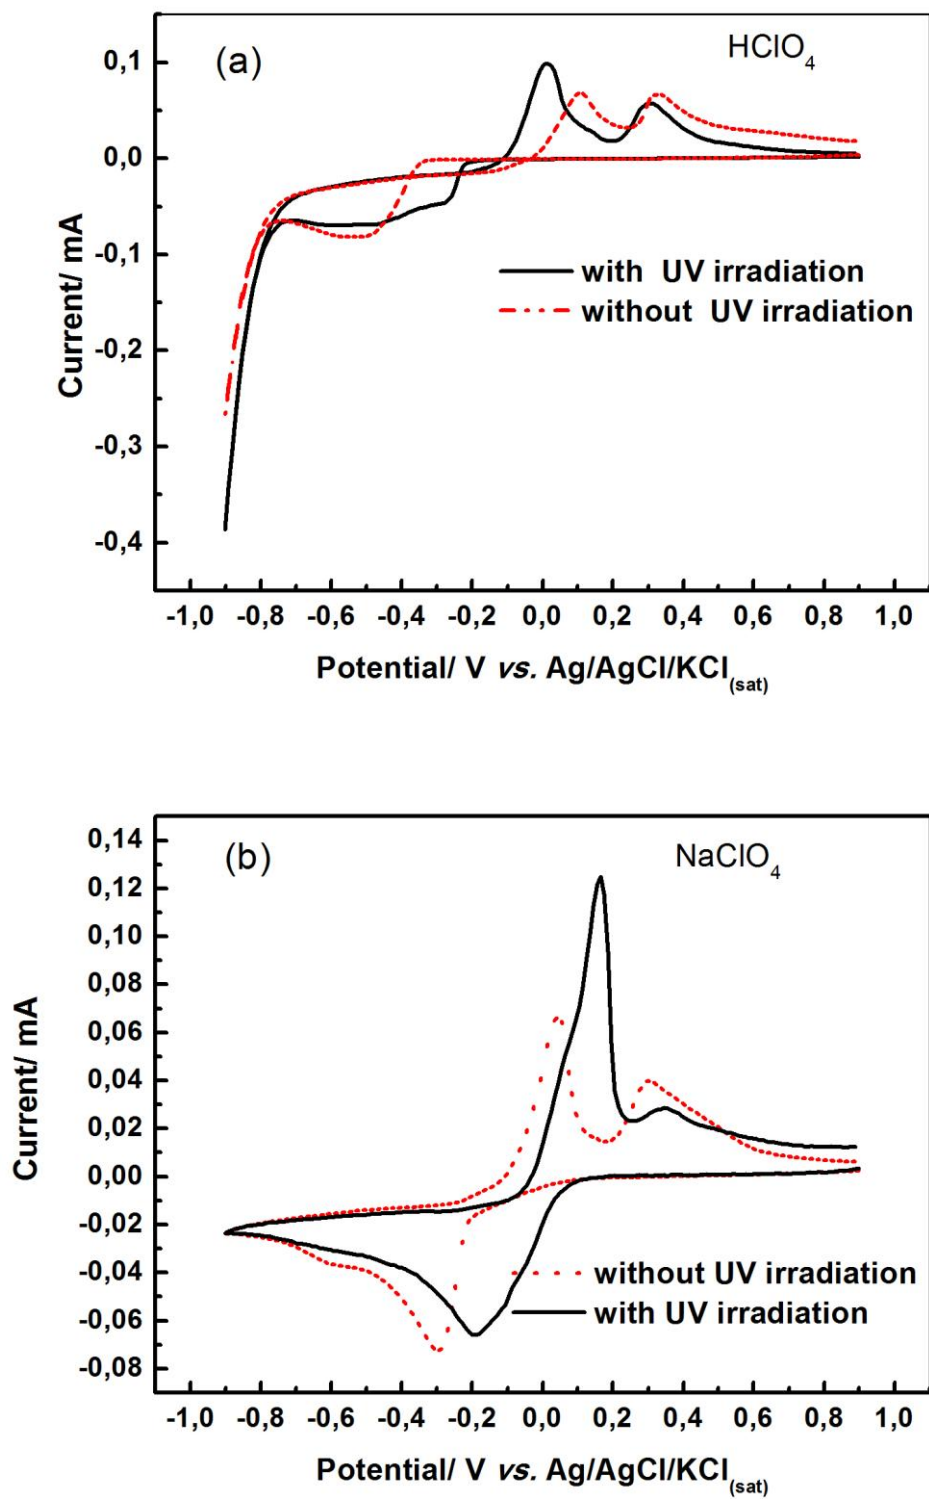 (a)
HClO₄
0,1
0,0
-0,1
-0,2
-0,3
-0,4
Current/ mA
with UV irradiation
without UV irradiation
-1,0 -0,8 -0,6 -0,4 -0,2 0,0 0,2 0,4 0,6 0,8 1,0
Potential/ V vs. Ag/AgCl/KCl(sat)
(b)
NaClO₄
0,14
0,12
0,10
0,08
0,06
0,04
0,02
0,00
-0,02
-0,04
-0,06
-0,08
Current/ mA
without UV irradiation
with UV irradiation
-1,0 -0,8 -0,6 -0,4 -0,2 0,0 0,2 0,4 0,6 0,8 1,0
Potential/ V vs. Ag/AgCl/KCl(sat)